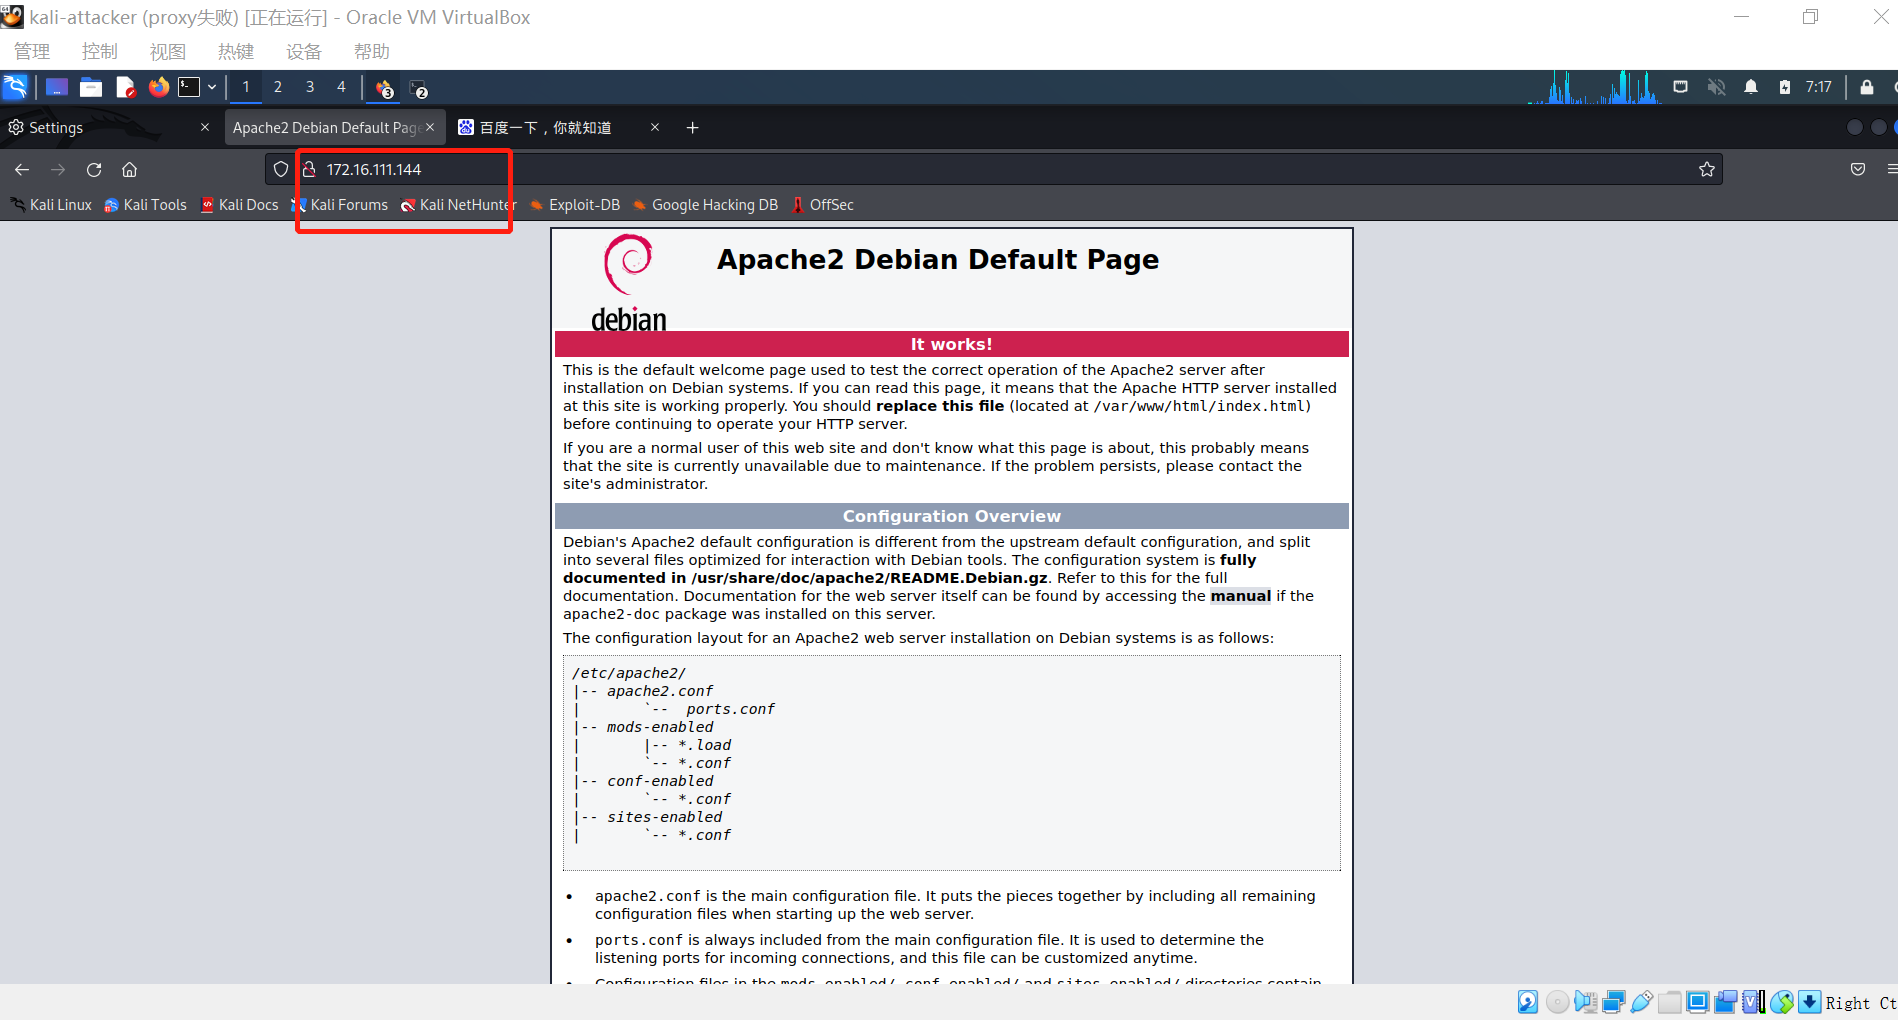 kali-attacker (proxy失败) [正在运行] - Oracle VM VirtualBox
管理 控制 视图 热键 设备 帮助
1 2 3 4 3 2 7:17
Settings Apache2 Debian Default Pag 百度一下，你就知道
172.16.111.144
Kali Linux Kali Tools Kali Docs Kali Forums Kali NetHunter Exploit-DB Google Hacking DB OffSec
debian
Apache2 Debian Default Page
It works!
This is the default welcome page used to test the correct operation of the Apache2 server after
installation on Debian systems. If you can read this page, it means that the Apache HTTP server installed
at this site is working properly. You should replace this file (located at /var/www/html/index.html)
before continuing to operate your HTTP server.
If you are a normal user of this web site and don't know what this page is about, this probably means
that the site is currently unavailable due to maintenance. If the problem persists, please contact the
site's administrator.
Configuration Overview
Debian's Apache2 default configuration is different from the upstream default configuration, and split
into several files optimized for interaction with Debian tools. The configuration system is fully
documented in /usr/share/doc/apache2/README.Debian.gz. Refer to this for the full
documentation. Documentation for the web server itself can be found by accessing the manual if the
apache2-doc package was installed on this server.
The configuration layout for an Apache2 web server installation on Debian systems is as follows:
/etc/apache2/
|-- apache2.conf
|       `--  ports.conf
|-- mods-enabled
|       |-- *.load
|       `-- *.conf
|-- conf-enabled
|       `-- *.conf
|-- sites-enabled
|       `-- *.conf
• apache2.conf is the main configuration file. It puts the pieces together by including all remaining
configuration files when starting up the web server.
• ports.conf is always included from the main configuration file. It is used to determine the
listening ports for incoming connections, and this file can be customized anytime.
• Configuration files in the mods-enabled/, conf-enabled/ and sites-enabled/ directories contain
Right Ct